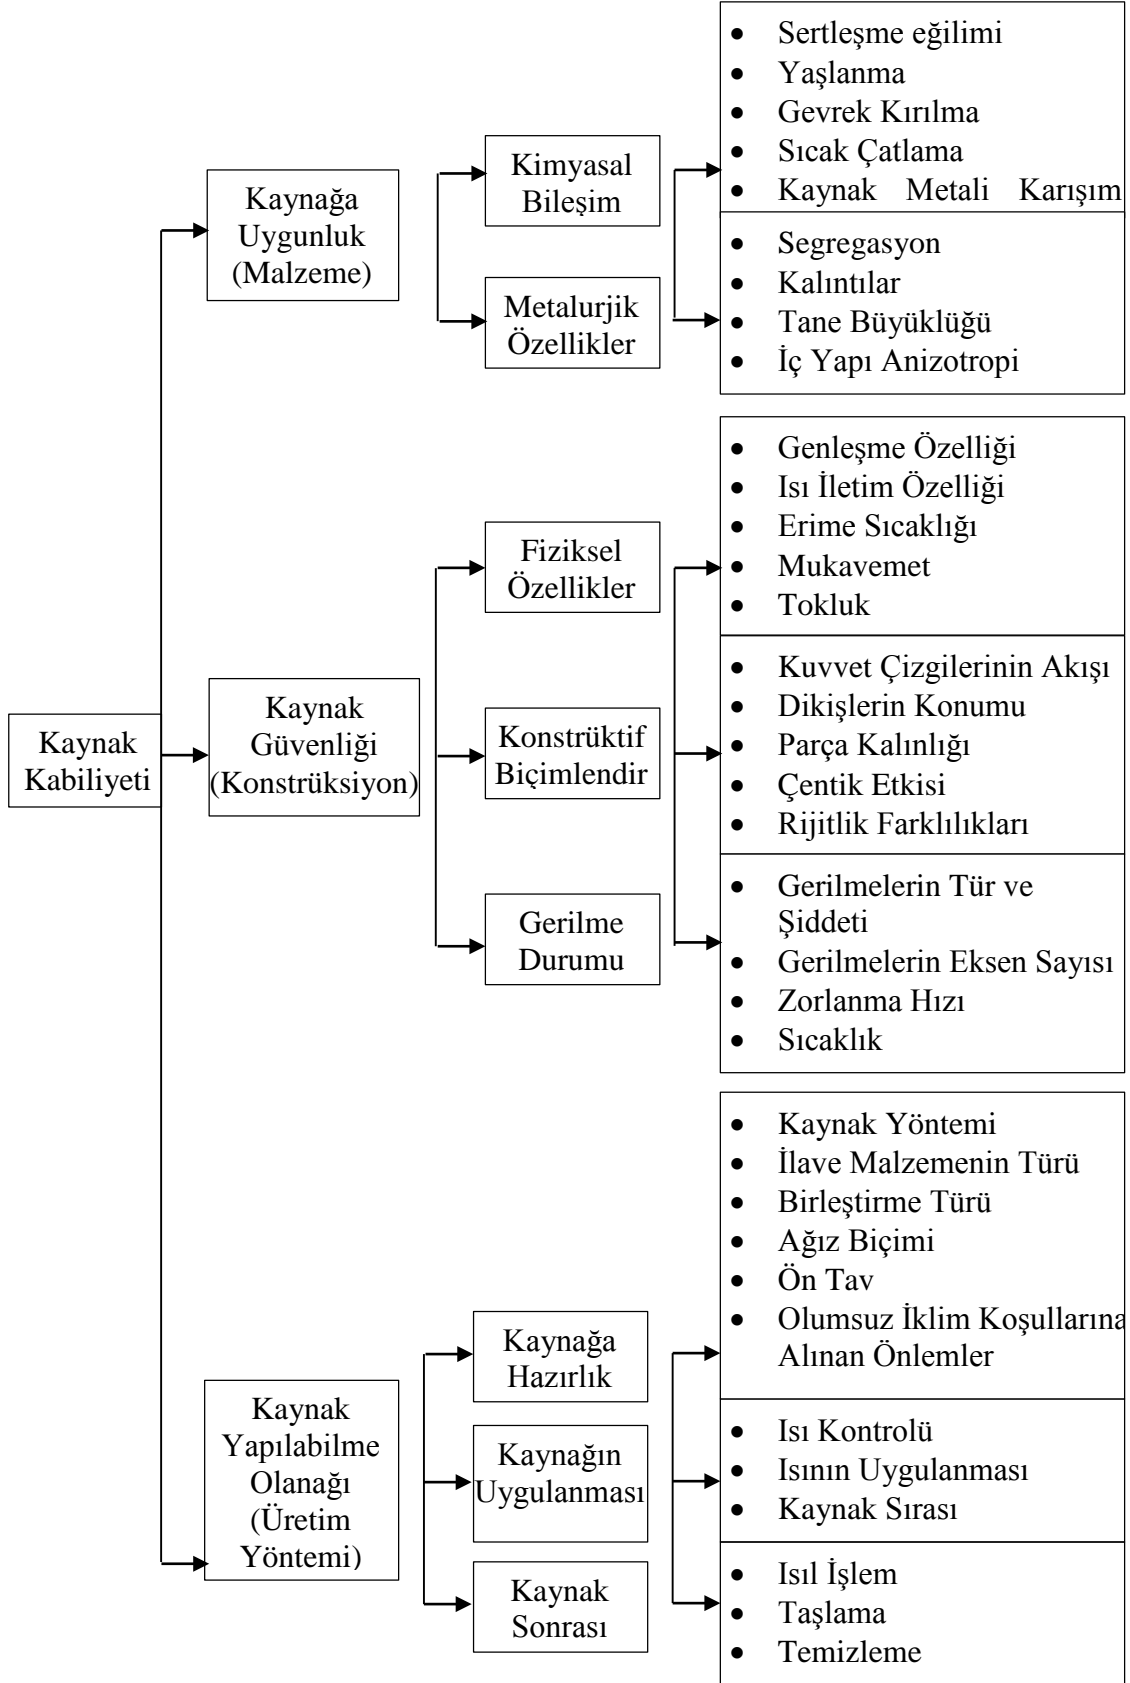 Kaynak
Kabiliyeti
Kaynağa
Uygunluk
(Malzeme)
Kimyasal
Bileşim
• Sertleşme eğilimi
• Yaşlanma
• Gevrek Kırılma
• Sıcak Çatlama
• Kaynak Metali Karışım
Metalurjik
Özellikler
• Segregasyon
• Kalıntılar
• Tane Büyüklüğü
• İç Yapı Anizotropi
Kaynak
Güvenliği
(Konstrüksiyon)
Fiziksel
Özellikler
• Genleşme Özelliği
• Isı İletim Özelliği
• Erime Sıcaklığı
• Mukavemet
• Tokluk
Konstrüktif
Biçimlendir
• Kuvvet Çizgilerinin Akışı
• Dikişlerin Konumu
• Parça Kalınlığı
• Çentik Etkisi
• Rijitlik Farklılıkları
Gerilme
Durumu
• Gerilmelerin Tür ve
Şiddeti
• Gerilmelerin Eksen Sayısı
• Zorlanma Hızı
• Sıcaklık
Kaynak
Yapılabilme
Olanağı
(Üretim
Yöntemi)
Kaynağa
Hazırlık
• Kaynak Yöntemi
• İlave Malzemenin Türü
• Birleştirme Türü
• Ağız Biçimi
• Ön Tav
• Olumsuz İklim Koşullarına
Alınan Önlemler
Kaynağın
Uygulanması
• Isı Kontrolü
• Isının Uygulanması
• Kaynak Sırası
Kaynak
Sonrası
• Isıl İşlem
• Taşlama
• Temizleme